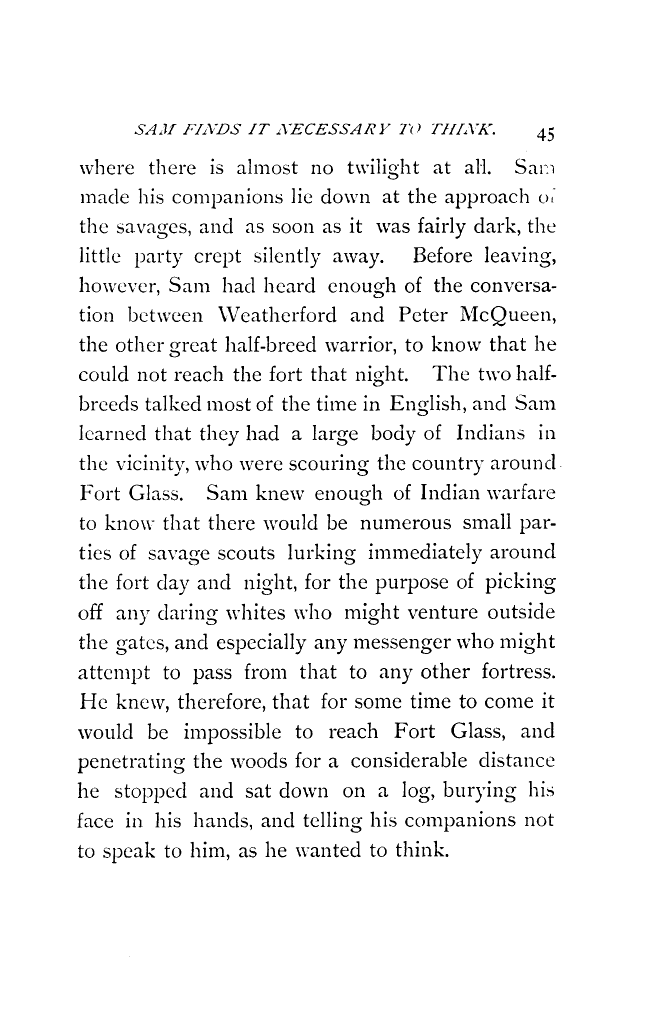 SAM FINDS IT NECESSARY TO THINK. 45
where there is almost no twilight at all. Sam
made his companions lie down at the approach of
the savages, and as soon as it was fairly dark, the
little party crept silently away. Before leaving,
however, Sam had heard enough of the conversa-
tion between Weatherford and Peter McQueen,
the other great half-breed warrior, to know that he
could not reach the fort that night. The two half-
breeds talked most of the time in English, and Sam
learned that they had a large body of Indians in
the vicinity, who were scouring the country around
Fort Glass. Sam knew enough of Indian warfare
to know that there would be numerous small par-
ties of savage scouts lurking immediately around
the fort day and night, for the purpose of picking
off any daring whites who might venture outside
the gates, and especially any messenger who might
attempt to pass from that to any other fortress.
He knew, therefore, that for some time to come it
would be impossible to reach Fort Glass, and
penetrating the woods for a considerable distance
he stopped and sat down on a log, burying his
face in his hands, and telling his companions not
to speak to him, as he wanted to think.